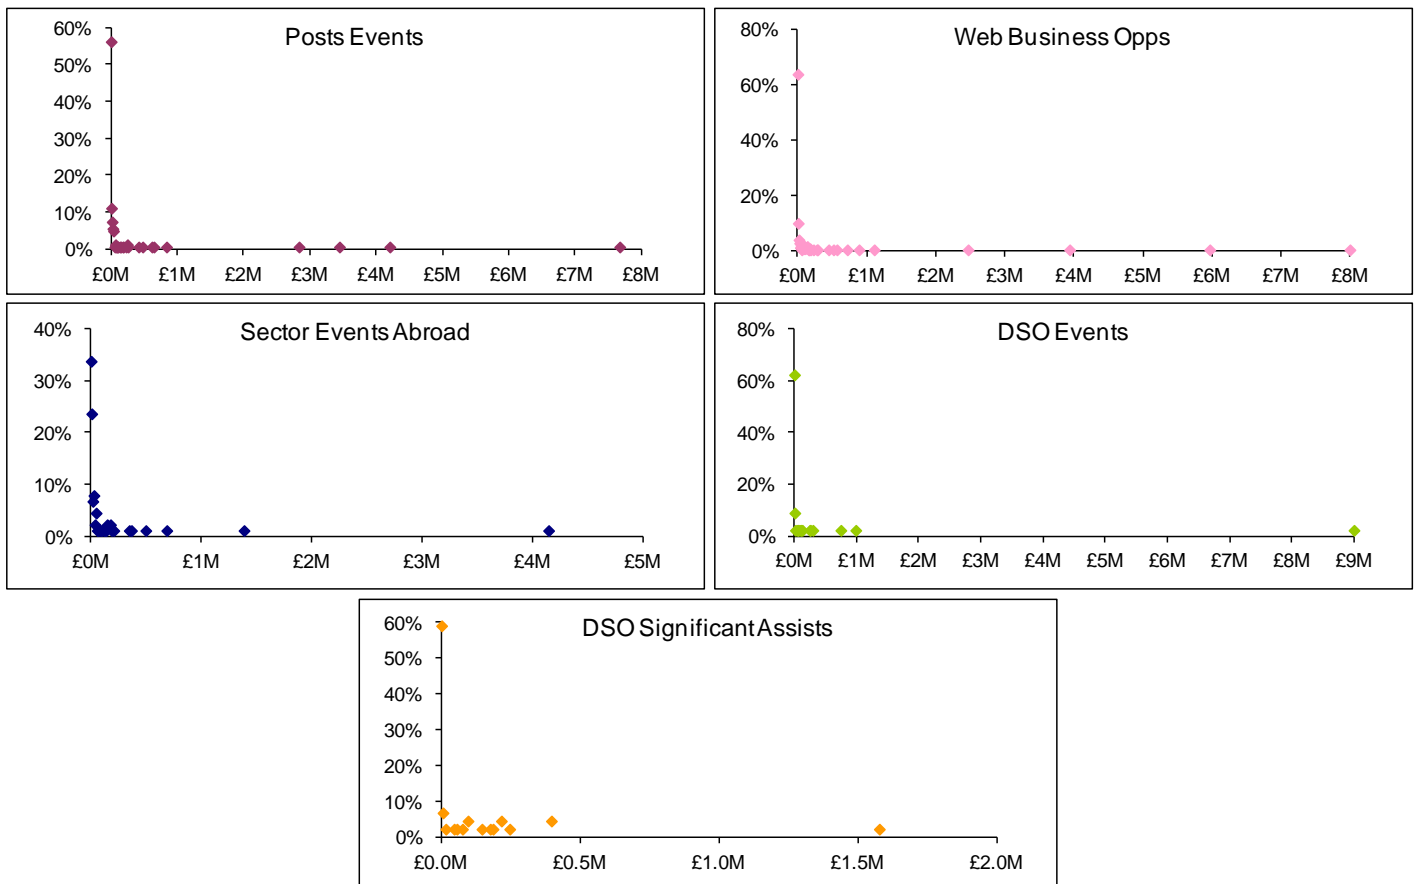 Posts Events
60%
50%
40%
30%
20%
10%
0%
£0M £1M £2M £3M £4M £5M £6M £7M £8M
Web Business Opps
80%
60%
40%
20%
0%
£0M £1M £2M £3M £4M £5M £6M £7M £8M
Sector Events Abroad
40%
30%
20%
10%
0%
£0M £1M £2M £3M £4M £5M
DSO Events
80%
60%
40%
20%
0%
£0M £1M £2M £3M £4M £5M £6M £7M £8M £9M
DSO Significant Assists
60%
50%
40%
30%
20%
10%
0%
£0.0M £0.5M £1.0M £1.5M £2.0M